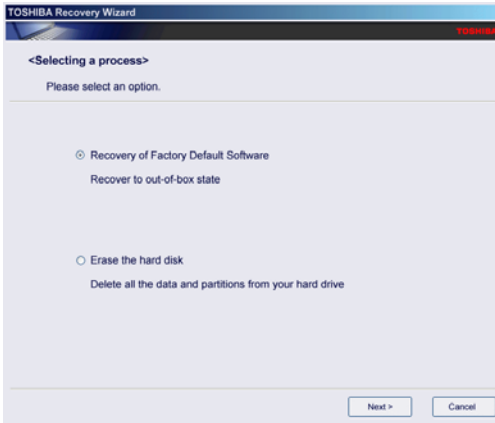 TOSHIBA Recovery Wizard
TOSHIBA
<Selecting a process>
Please select an option.
Recovery of Factory Default Software
Recover to out-of-box state
Erase the hard disk
Delete all the data and partitions from your hard drive
Next > Cancel